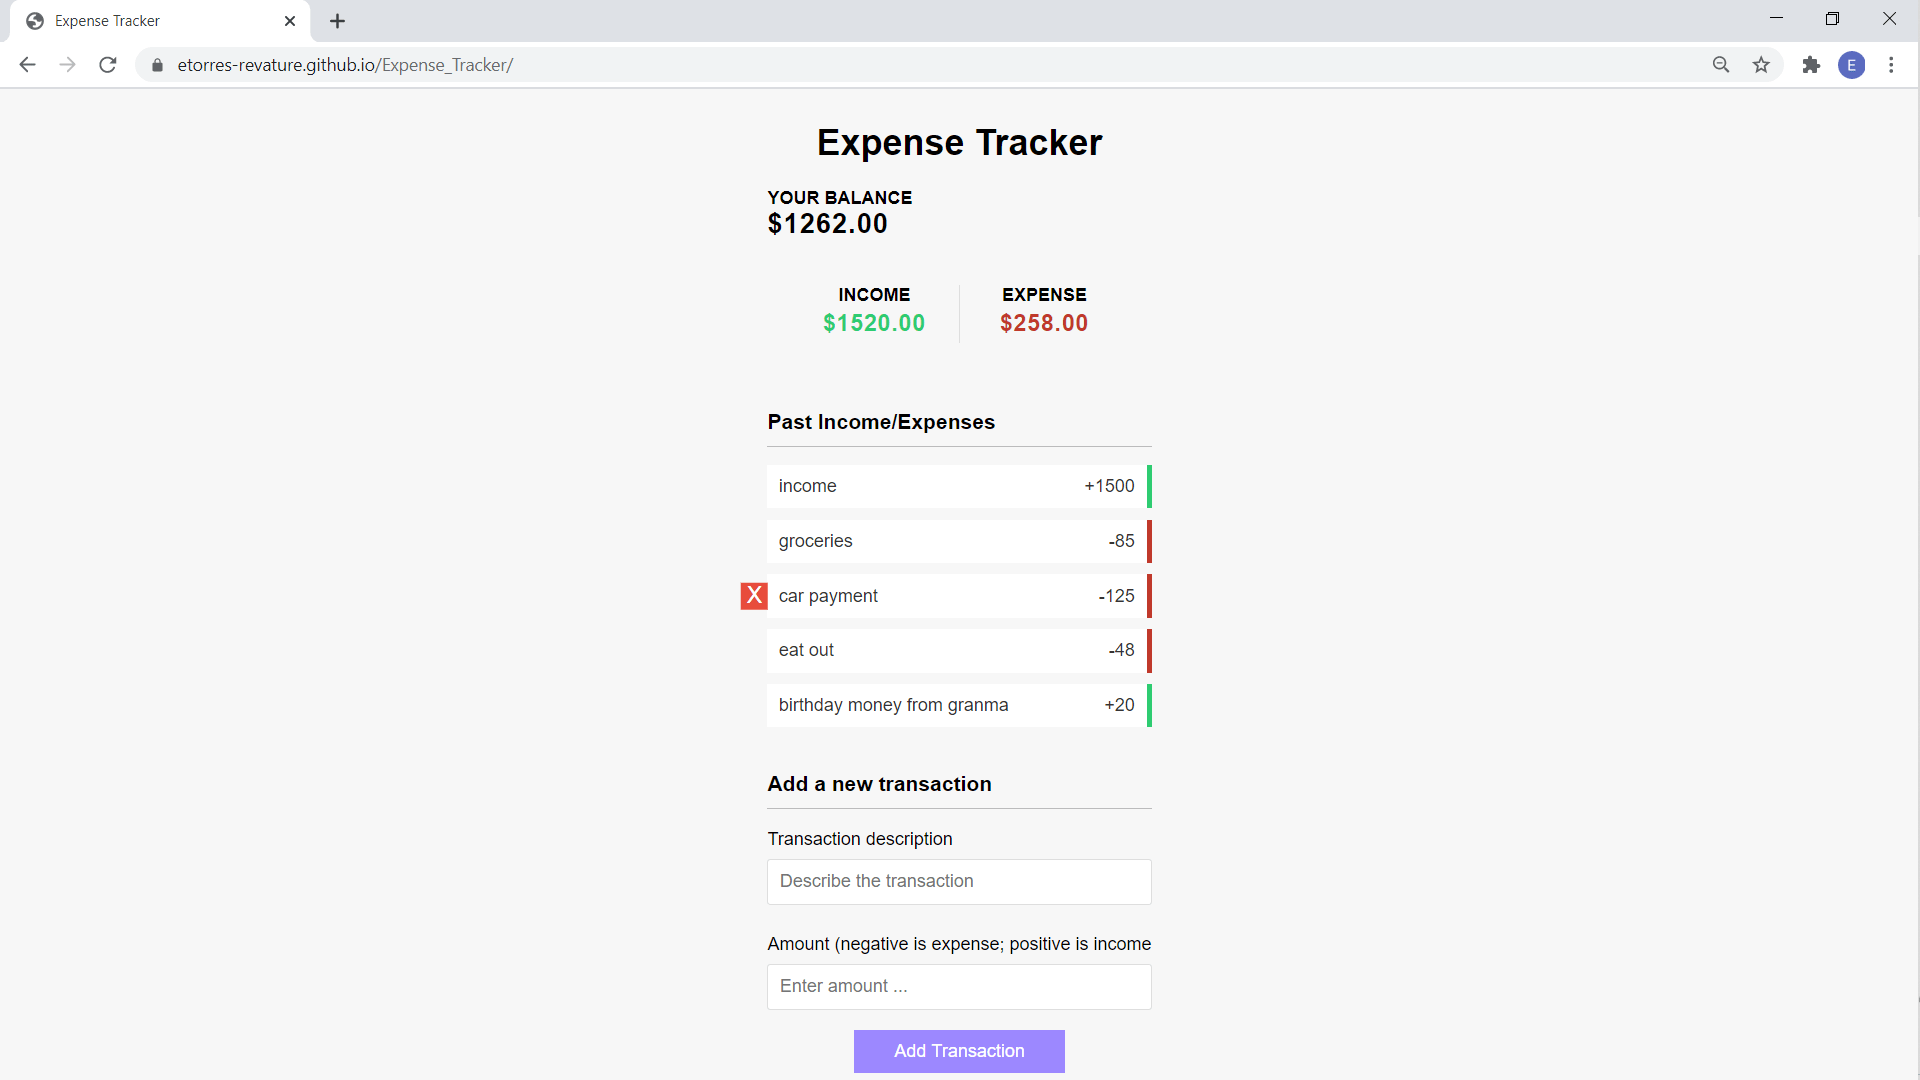 Expense Tracker
etorres-revature.github.io/Expense_Tracker/
E
Expense Tracker
YOUR BALANCE
$1262.00
INCOME EXPENSE
$1520.00 $258.00
Past Income/Expenses
income +1500
groceries -85
X car payment -125
eat out -48
birthday money from granma +20
Add a new transaction
Transaction description
Describe the transaction
Amount (negative is expense; positive is income
Enter amount ...
Add Transaction